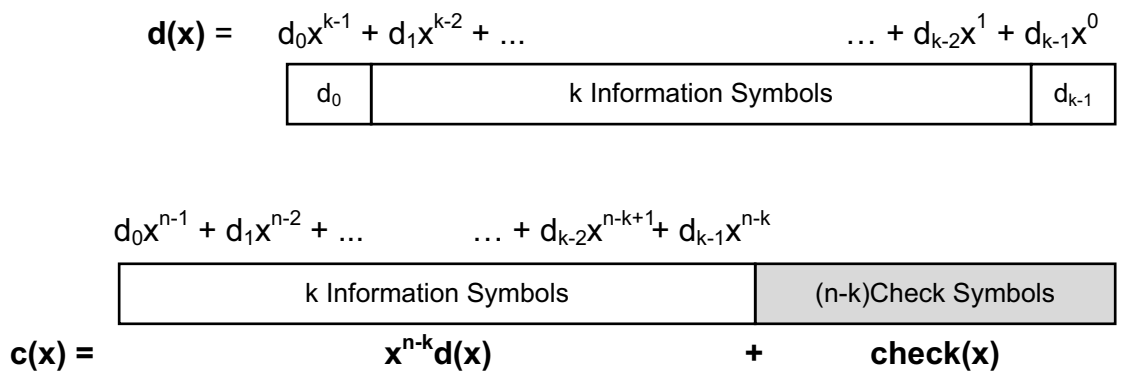 d(x) = d₀xᵏ⁻¹ + d₁xᵏ⁻² + ... … + dₖ₋₂x¹ + dₖ₋₁x⁰
d₀ k Information Symbols dₖ₋₁
d₀xⁿ⁻¹ + d₁xⁿ⁻² + ... … + dₖ₋₂xⁿ⁻ᵏ⁺¹+ dₖ₋₁xⁿ⁻ᵏ
k Information Symbols (n-k)Check Symbols
c(x) = xⁿ⁻ᵏd(x) + check(x)